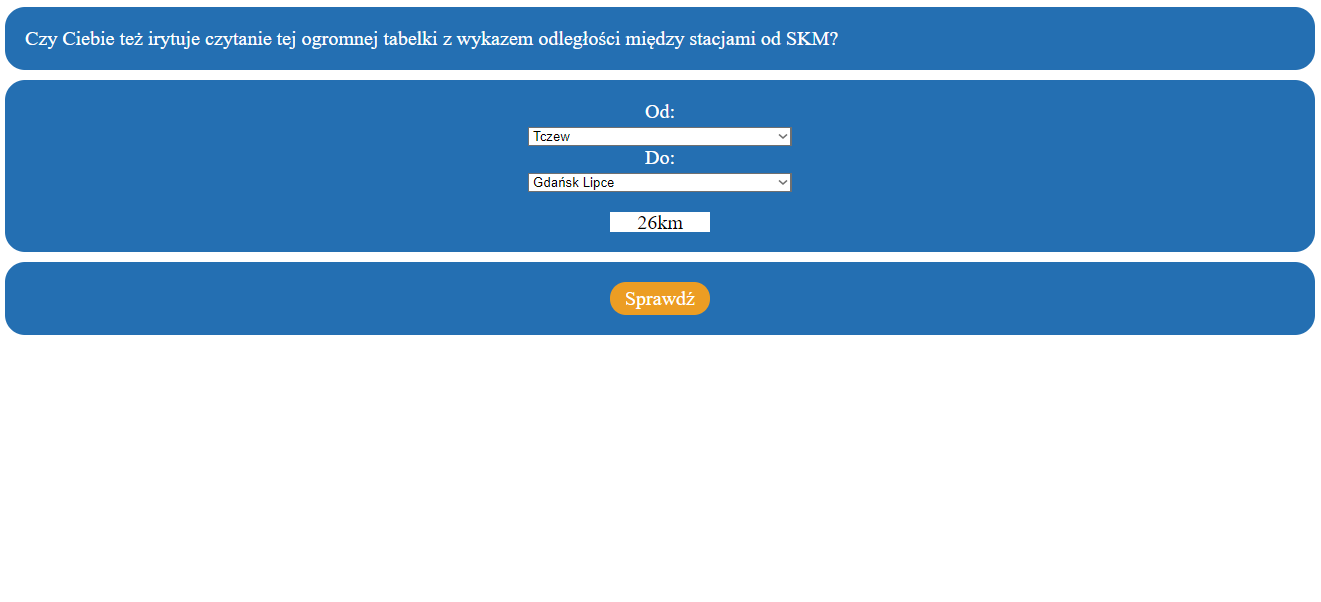 Czy Ciebie też irytuje czytanie tej ogromnej tabelki z wykazem odległości między stacjami od SKM?
Od:
Tczew
Do:
Gdańsk Lipce
26km
Sprawdź